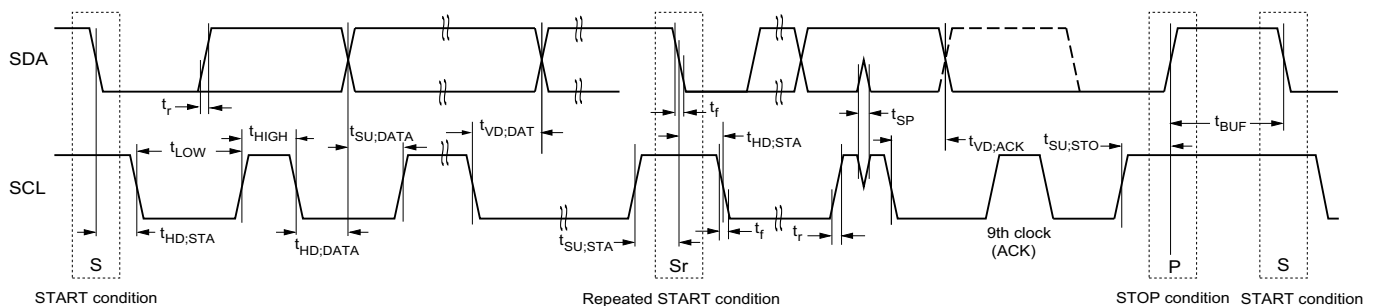 SDA
t_r
t_f
t_SP
t_BUF
t_HIGH
t_SU;DATA
t_VD;DAT
t_HD;STA
t_LOW
t_VD;ACK
t_SU;STO
SCL
t_HD;STA
t_HD;DATA
t_SU;STA
t_f
t_r
9th clock
(ACK)
S
Sr
P
S
START condition
Repeated START condition
STOP condition
START condition